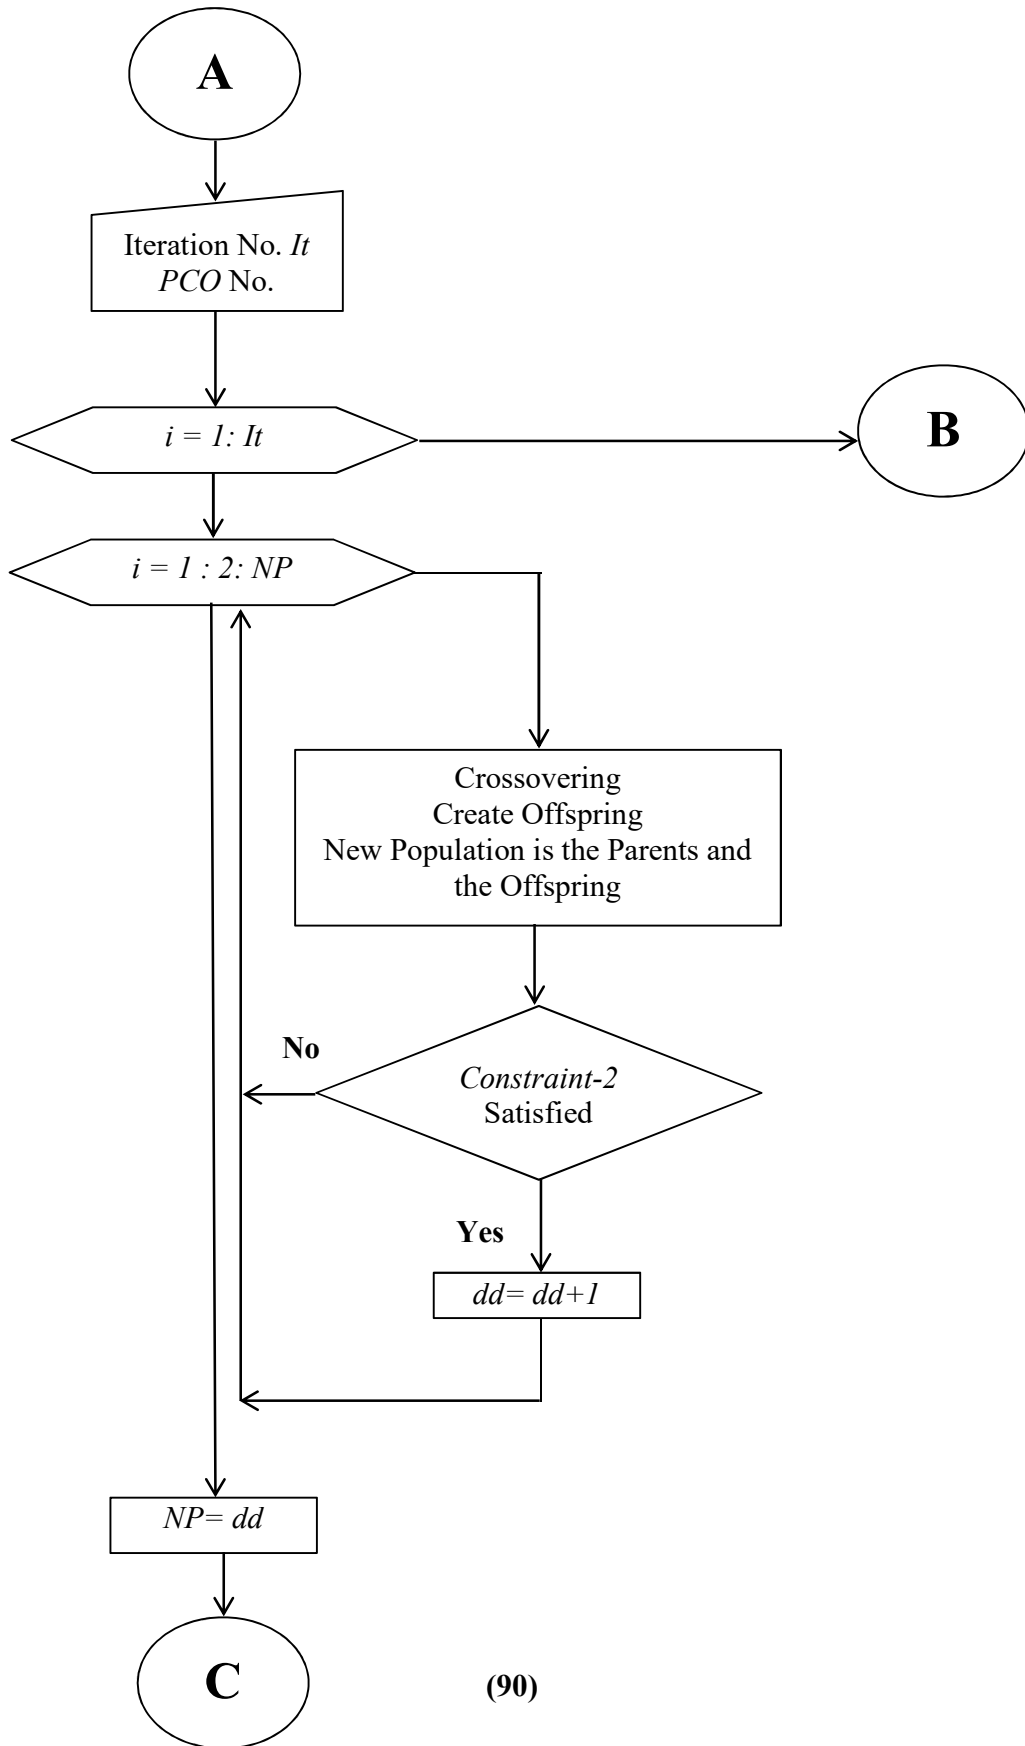 A
Iteration No. It
PCO No.
i = 1: It
B
i = 1 : 2: NP
Crossovering
Create Offspring
New Population is the Parents and
the Offspring
No
Constraint-2
Satisfied
Yes
dd= dd+1
NP= dd
C
(90)